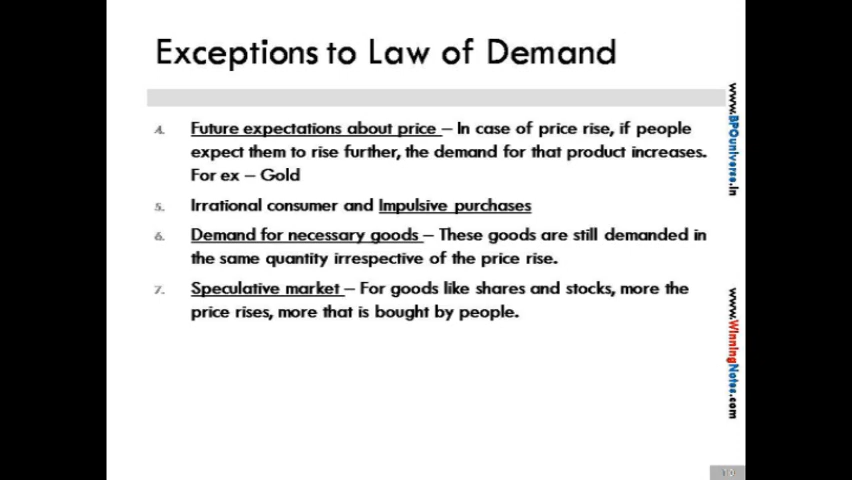 Exceptions to Law of Demand
4. Future expectations about price – In case of price rise, if people
expect them to rise further, the demand for that product increases.
For ex – Gold
5. Irrational consumer and Impulsive purchases
6. Demand for necessary goods – These goods are still demanded in
the same quantity irrespective of the price rise.
7. Speculative market – For goods like shares and stocks, more the
price rises, more that is bought by people.
www.BPOuniverse.in
www.WinningNotes.com
10